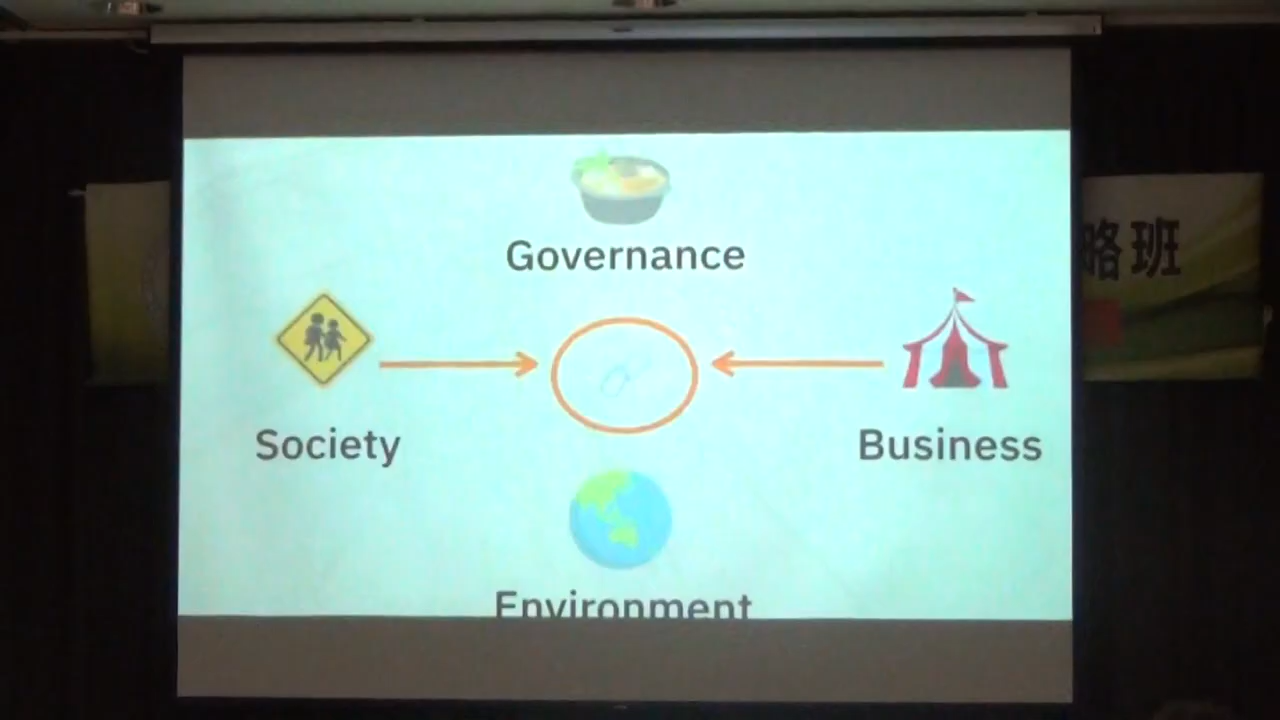 Governance
Society
Business
Environment
略班